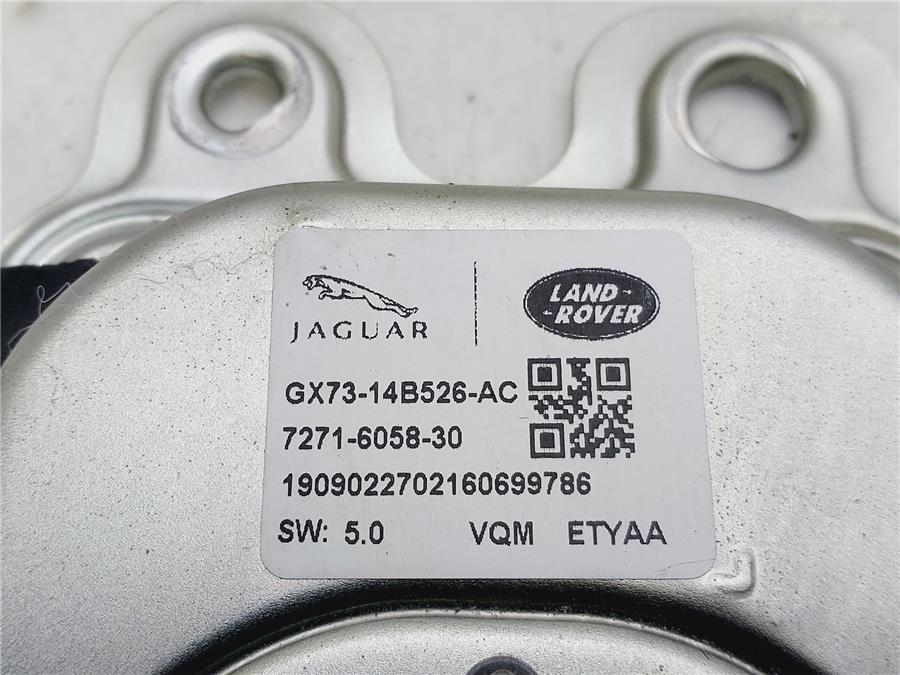 JAGUAR
LAND-
-ROVER
GX73-14B526-AC
7271-6058-30
1909022702160699786
SW: 5.0 VQM ETYAA